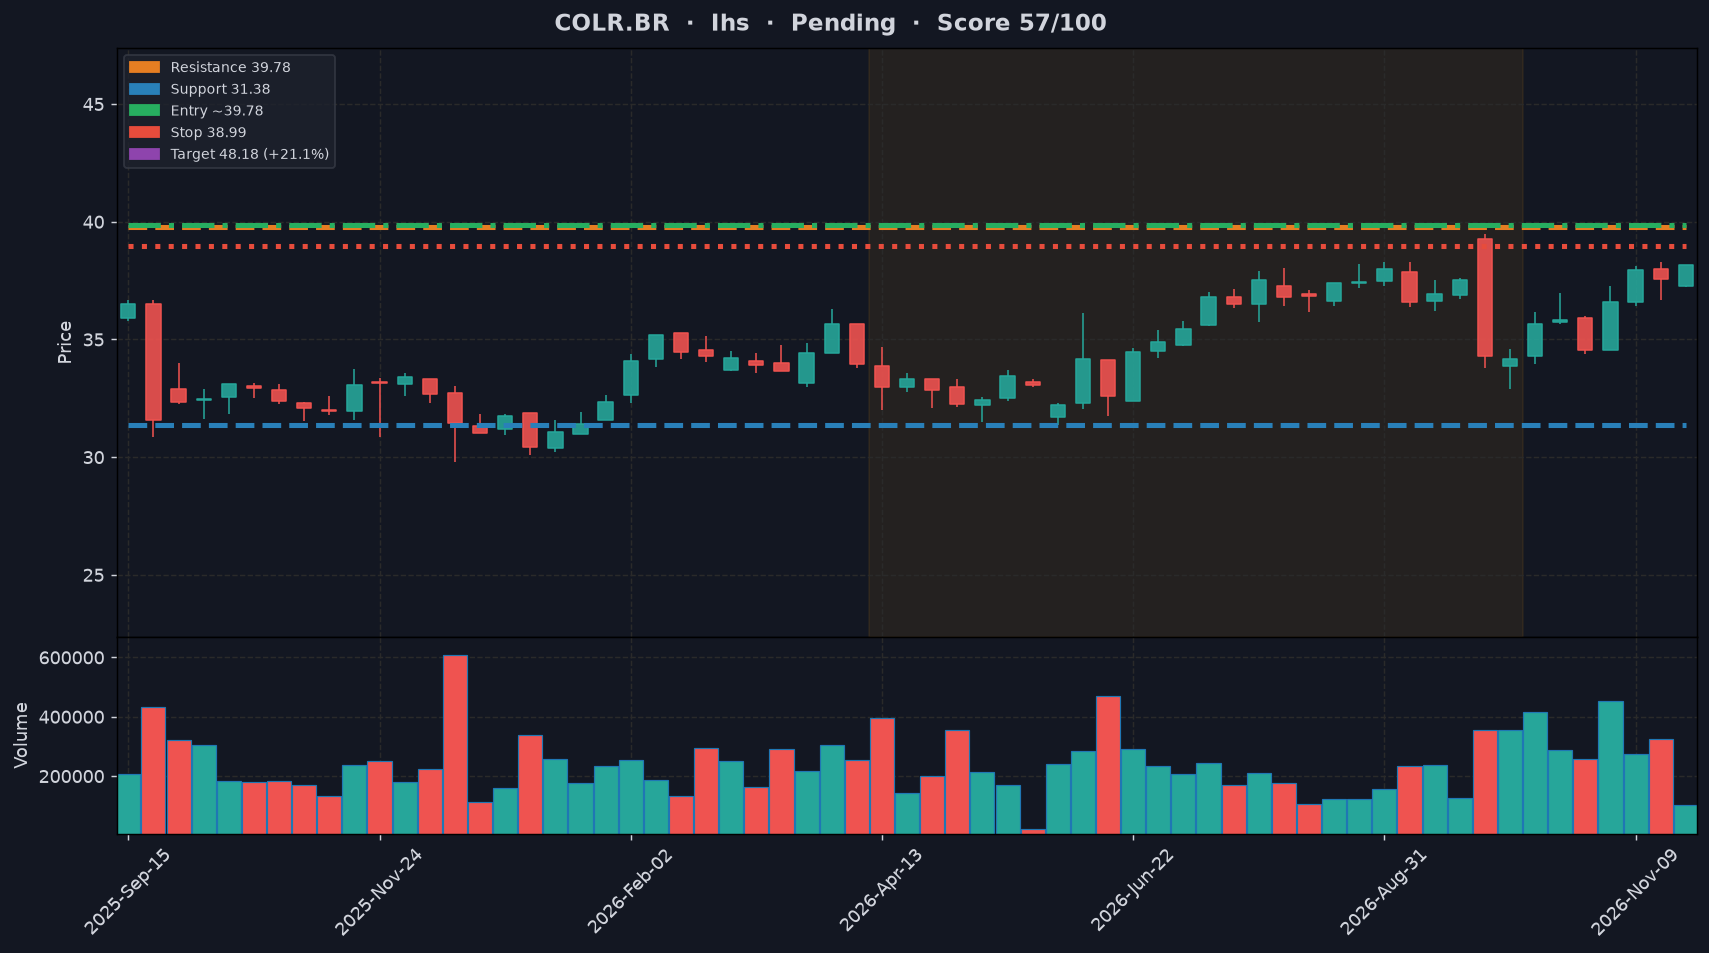 COLR.BR · Ihs · Pending · Score 57/100
Resistance 39.78
Support 31.38
Entry ~39.78
Stop 38.99
Target 48.18 (+21.1%)
45
40
35
30
25
Price
600000
400000
200000
Volume
2025-Sep-15
2025-Nov-24
2026-Feb-02
2026-Apr-13
2026-Jun-22
2026-Aug-31
2026-Nov-09